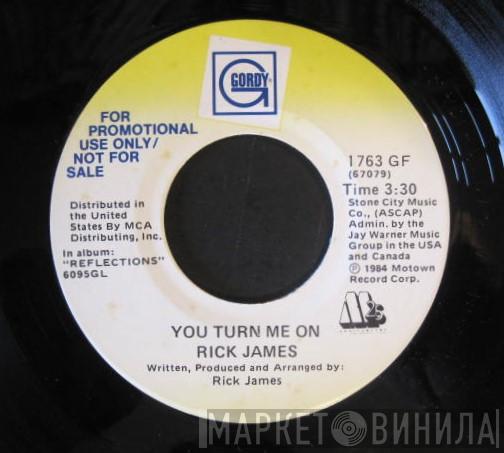 GORDY
G
FOR
PROMOTIONAL
USE ONLY/
NOT FOR
SALE
Distributed in
the United
States By MCA
Distributing, Inc.
In album:
"REFLECTIONS"
6095GL
1763 GF
(67079)
Time 3:30
Stone City Music
Co., (ASCAP)
Admin. by the
Jay Warner Music
Group in the USA
and Canada
Ⓟ 1984 Motown
Record Corp.
M25
YOU TURN ME ON
RICK JAMES
Written, Produced and Arranged by:
Rick James
МАРКЕТ ВИНИЛА